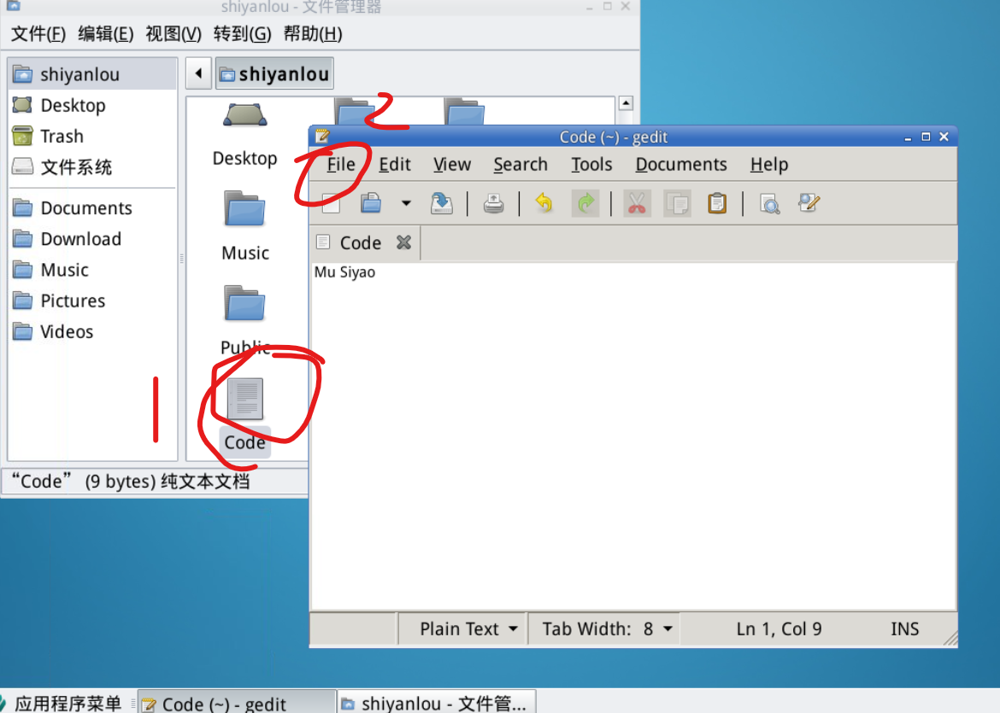 shiyanlou - 文件管理器
文件(F) 编辑(E) 视图(V) 转到(G) 帮助(H)
shiyanlou
Desktop
Trash
文件系统
Documents
Download
Music
Pictures
Videos
shiyanlou
Desktop
Music
Public
Code
1
2
“Code” (9 bytes) 纯文本文档
Code (~) - gedit
File Edit View Search Tools Documents Help
Code
Mu Siyao
Plain Text Tab Width: 8 Ln 1, Col 9 INS
应用程序菜单 Code (~) - gedit shiyanlou - 文件管...